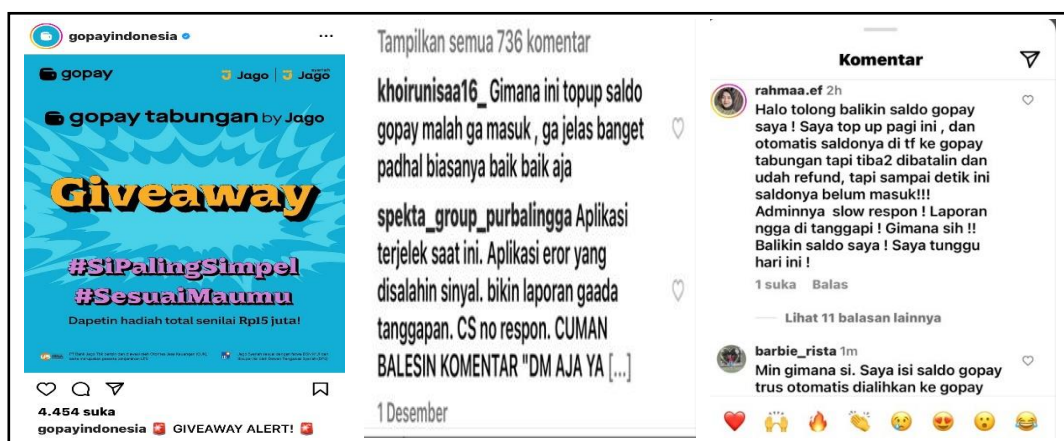 gopayindonesia
gopay
Jago Jago
syariah
gopay tabungan by Jago
Giveaway
#SiPalingSimpel
#SesuaiMaumu
Dapetin hadiah total senilai Rp15 juta!
4.454 suka
gopayindonesia 🚨 GIVEAWAY ALERT! 🚨
Tampilkan semua 736 komentar
khoirunisaa16_ Gimana ini topup saldo
gopay malah ga masuk , ga jelas banget
padhal biasanya baik baik aja
spekta_group_purbalingga Aplikasi
terjelek saat ini. Aplikasi eror yang
disalahin sinyal. bikin laporan gaada
tanggapan. CS no respon. CUMAN
BALESIN KOMENTAR "DM AJA YA [...]
1 Desember
Komentar
rahmaa.ef 2h
Halo tolong balikin saldo gopay
saya ! Saya top up pagi ini , dan
otomatis saldonya di tf ke gopay
tabungan tapi tiba2 dibatalin dan
udah refund, tapi sampai detik ini
saldonya belum masuk!!!
Adminnya slow respon ! Laporan
ngga di tanggapi ! Gimana sih !!
Balikin saldo saya ! Saya tunggu
hari ini !
1 suka Balas
Lihat 11 balasan lainnya
barbie_rista 1m
Min gimana si. Saya isi saldo gopay
trus otomatis dialihkan ke gopay